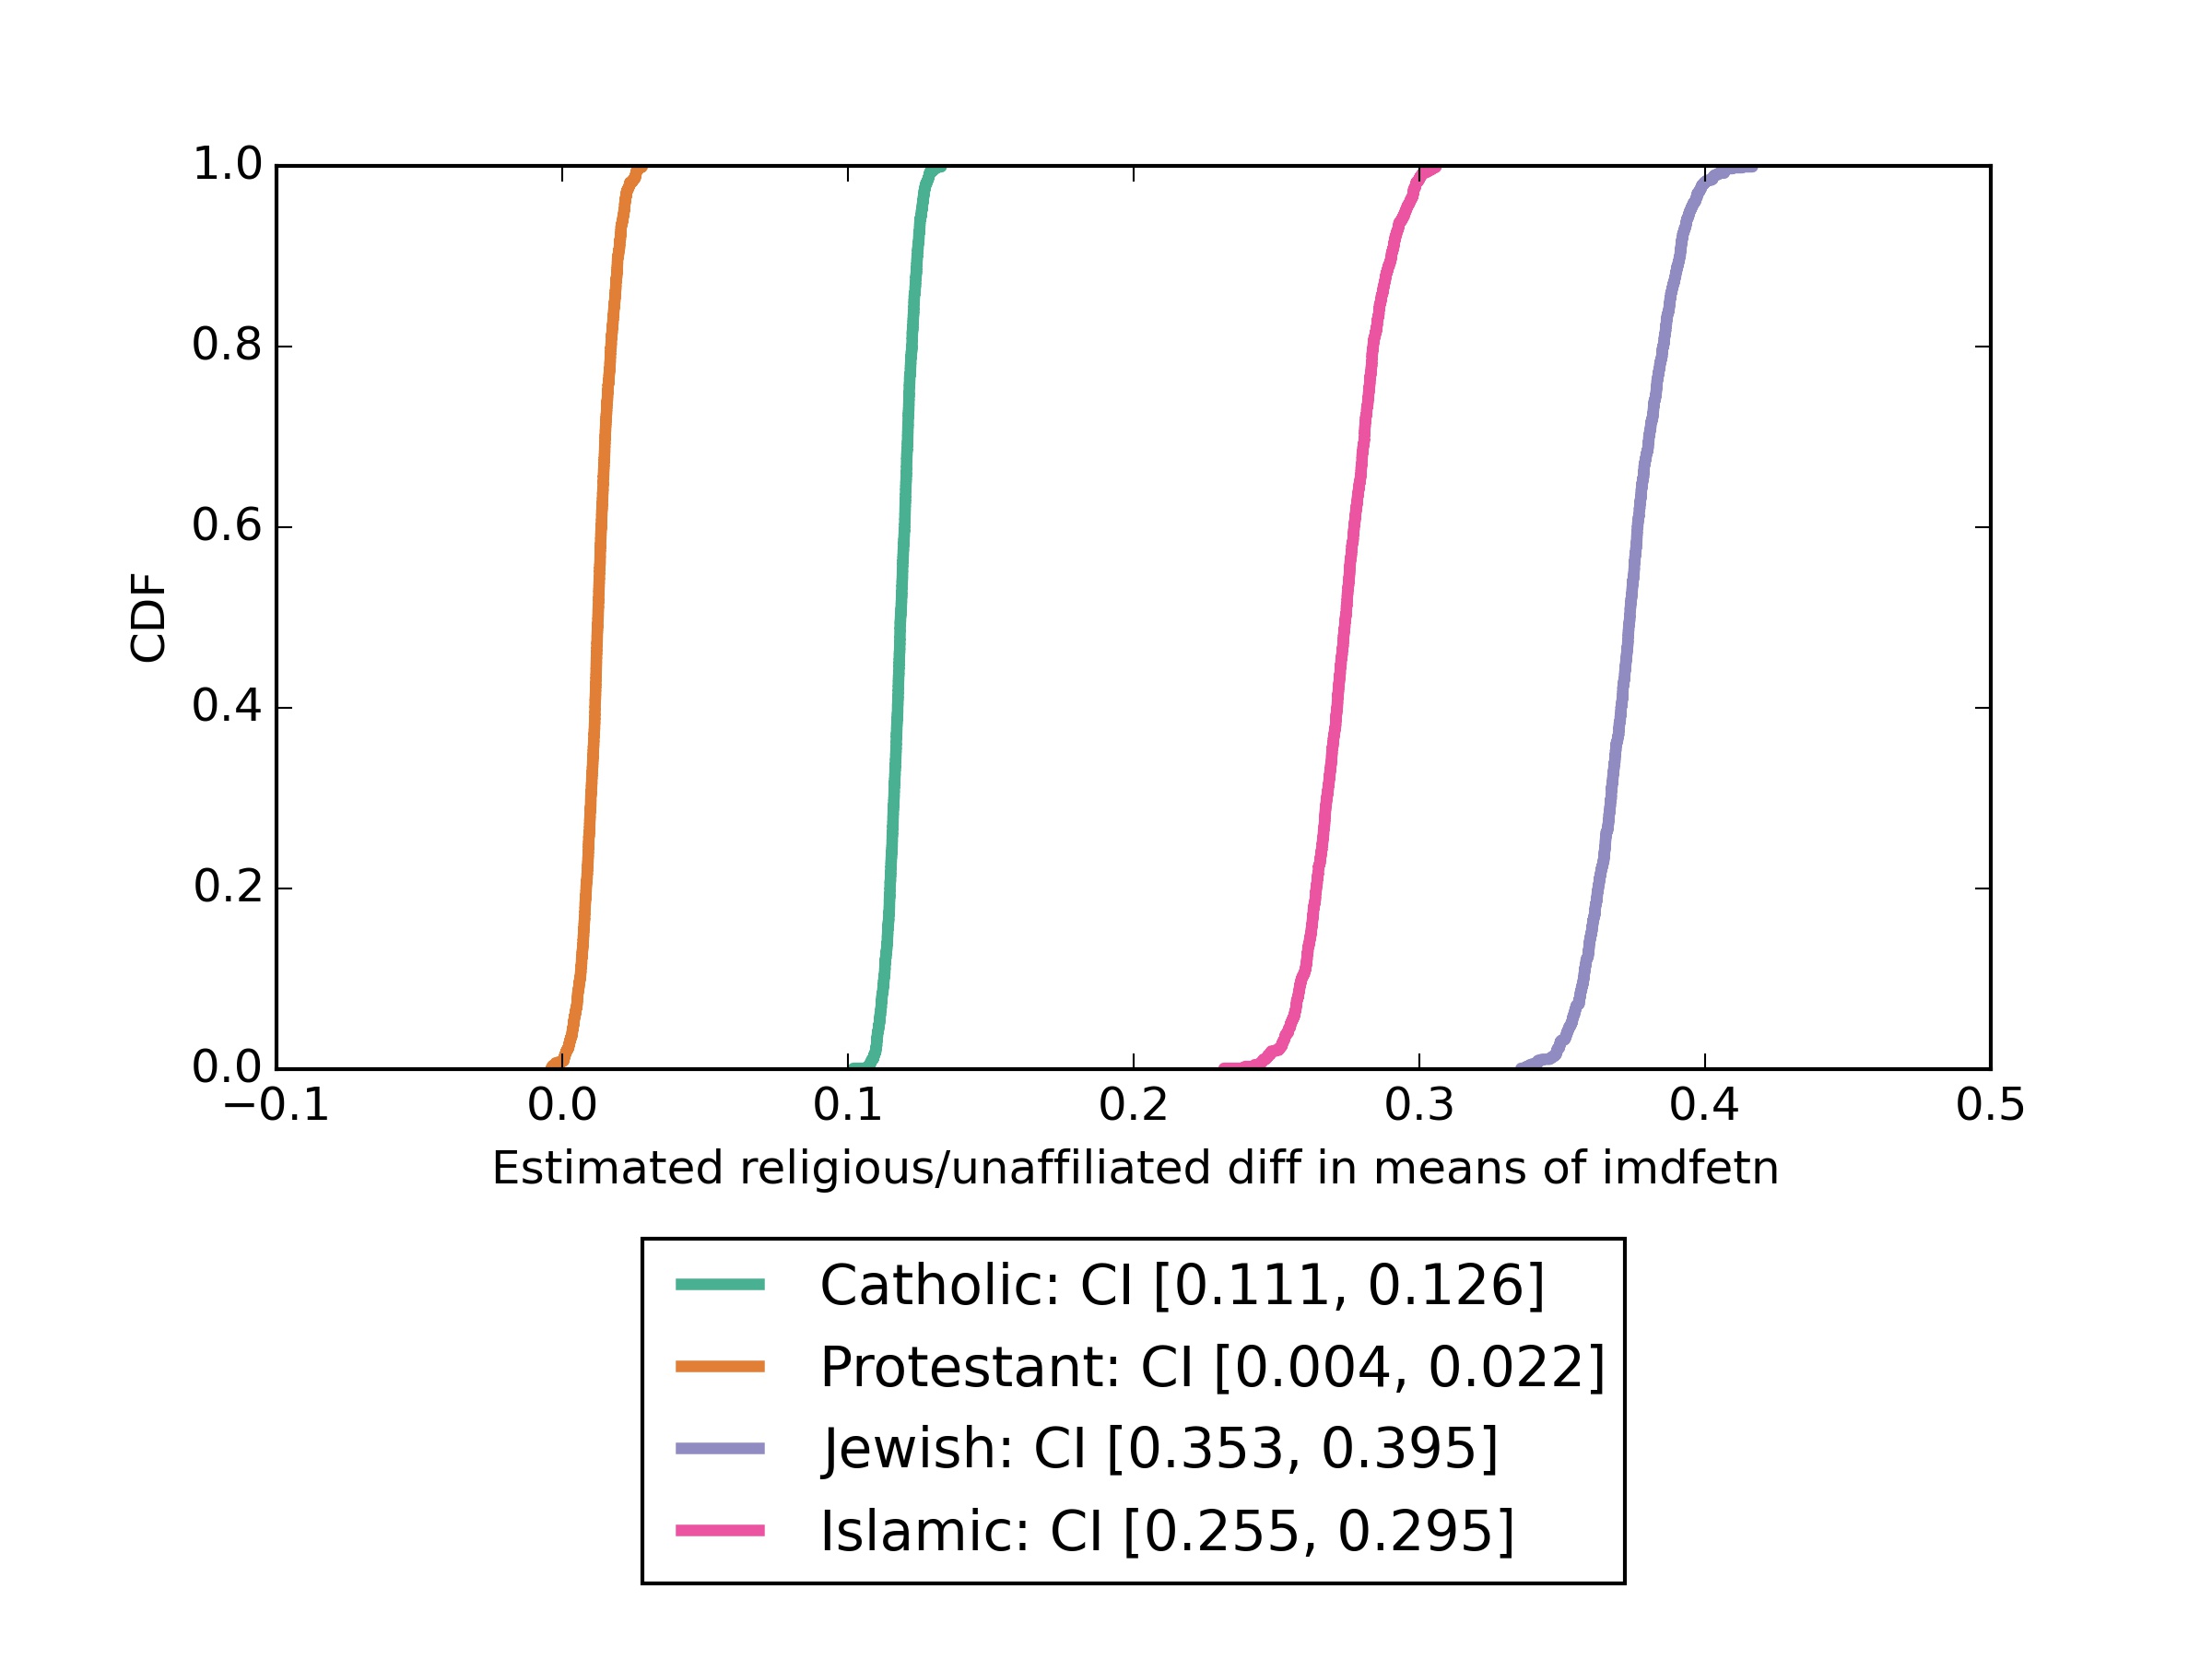 1.0
0.8
0.6
0.4
0.2
0.0
CDF
−0.1 0.0 0.1 0.2 0.3 0.4 0.5
Estimated religious/unaffiliated diff in means of imdfetn
Catholic: CI [0.111, 0.126]
Protestant: CI [0.004, 0.022]
Jewish: CI [0.353, 0.395]
Islamic: CI [0.255, 0.295]